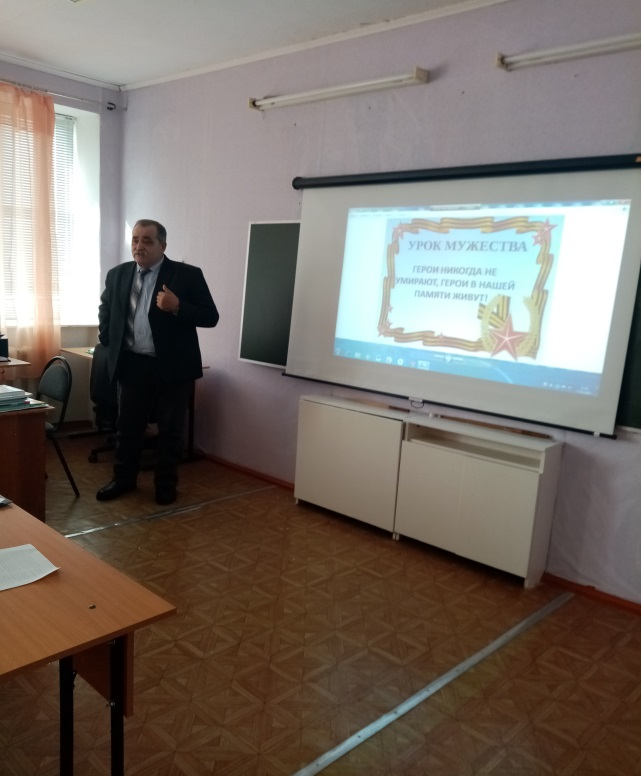 УРОК МУЖЕСТВА
ГЕРОИ НИКОГДА НЕ
УМИРАЮТ, ГЕРОИ В НАШЕЙ
ПАМЯТИ ЖИВУТ!